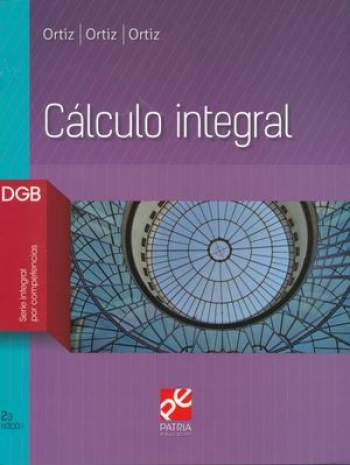 Ortiz | Ortiz | Ortiz
Cálculo integral
DGB
Serie integral
por competencias
2a
edición
PATRIA